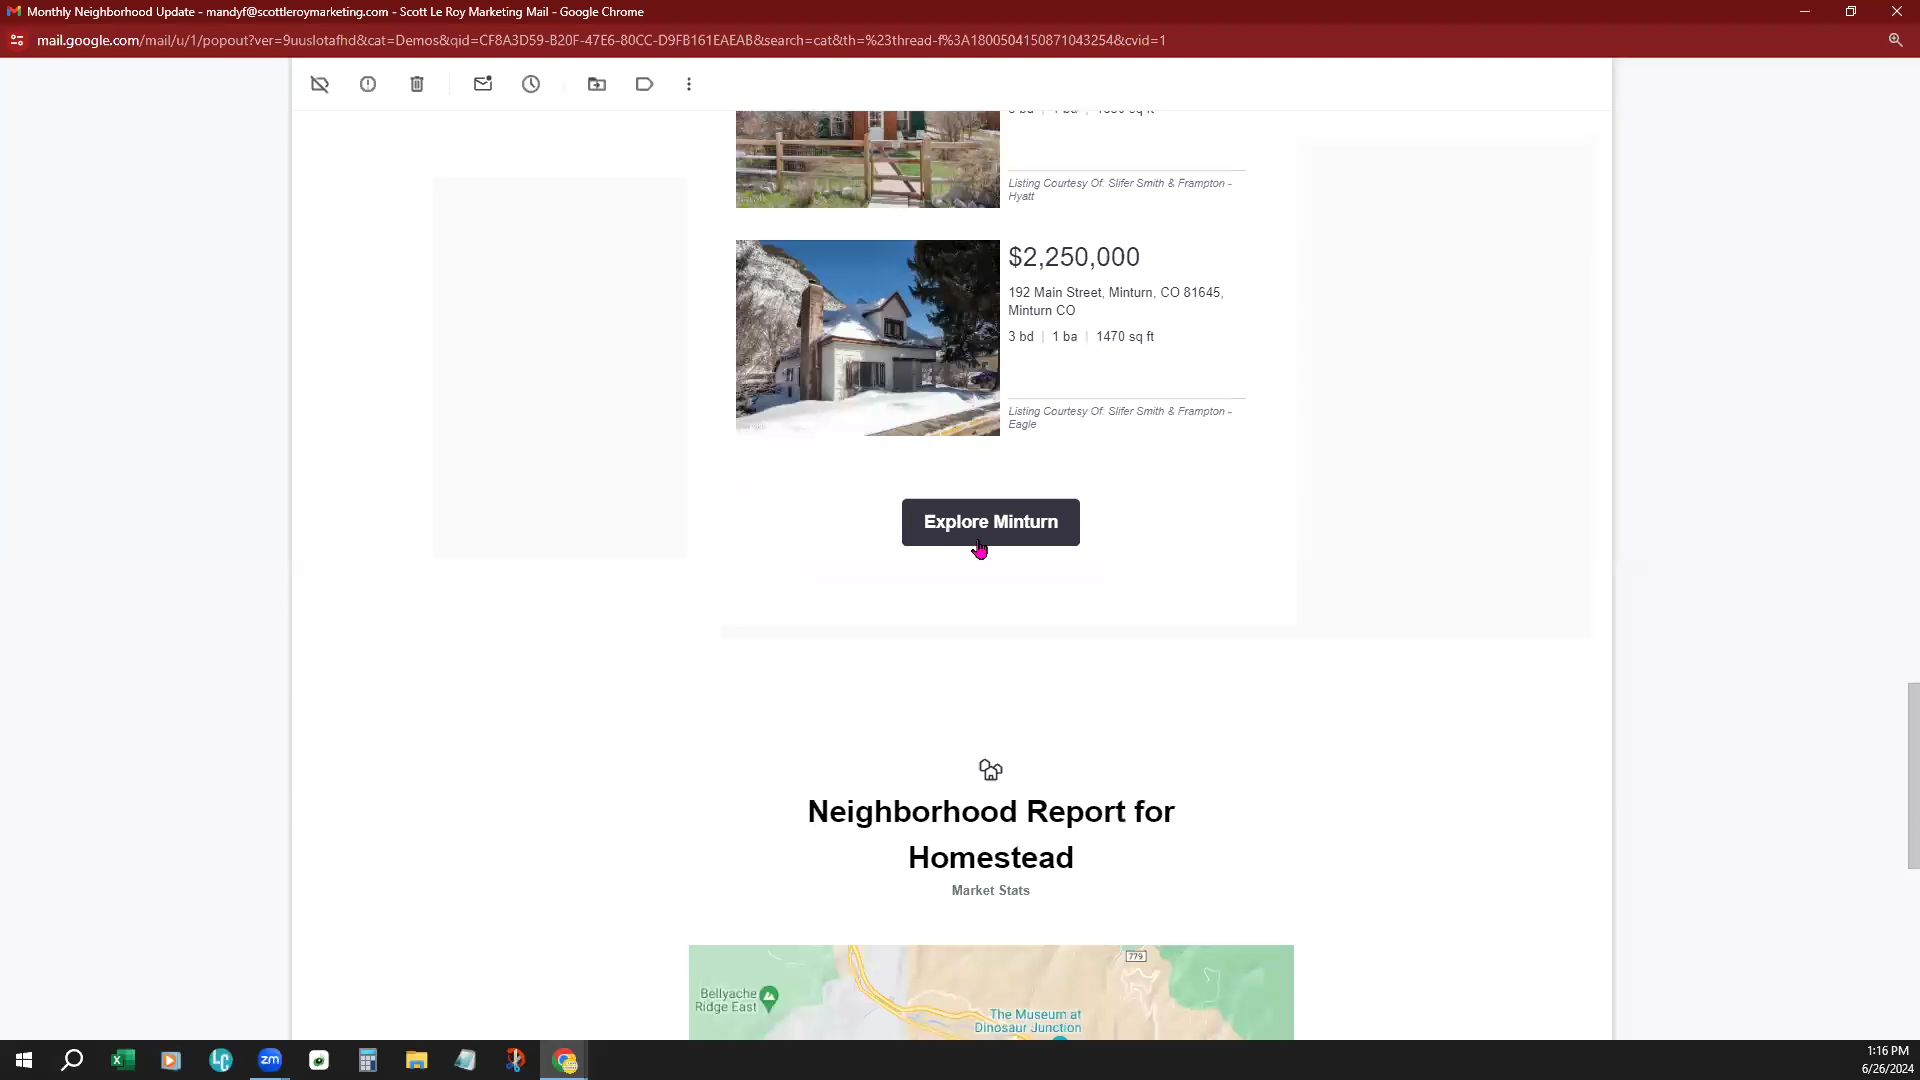 Monthly Neighborhood Update - mandyf@scottleroymarketing.com - Scott Le Roy Marketing Mail - Google Chrome
mail.google.com/mail/u/1/popout?ver=9uuslotafhd&cat=Demos&qid=CF8A3D59-B20F-47E6-80CC-D9FB161EAEAB&search=cat&th=%23thread-f%3A1800504150871043254&cvid=1
Listing Courtesy Of: Slifer Smith & Frampton -
Hyatt
$2,250,000
192 Main Street, Minturn, CO 81645,
Minturn CO
3 bd | 1 ba | 1470 sq ft
Listing Courtesy Of: Slifer Smith & Frampton -
Eagle
Explore Minturn
Neighborhood Report for
Homestead
Market Stats
779
Bellyache
Ridge East
The Museum at
Dinosaur Junction
LC
zm
1:16 PM
6/26/2024